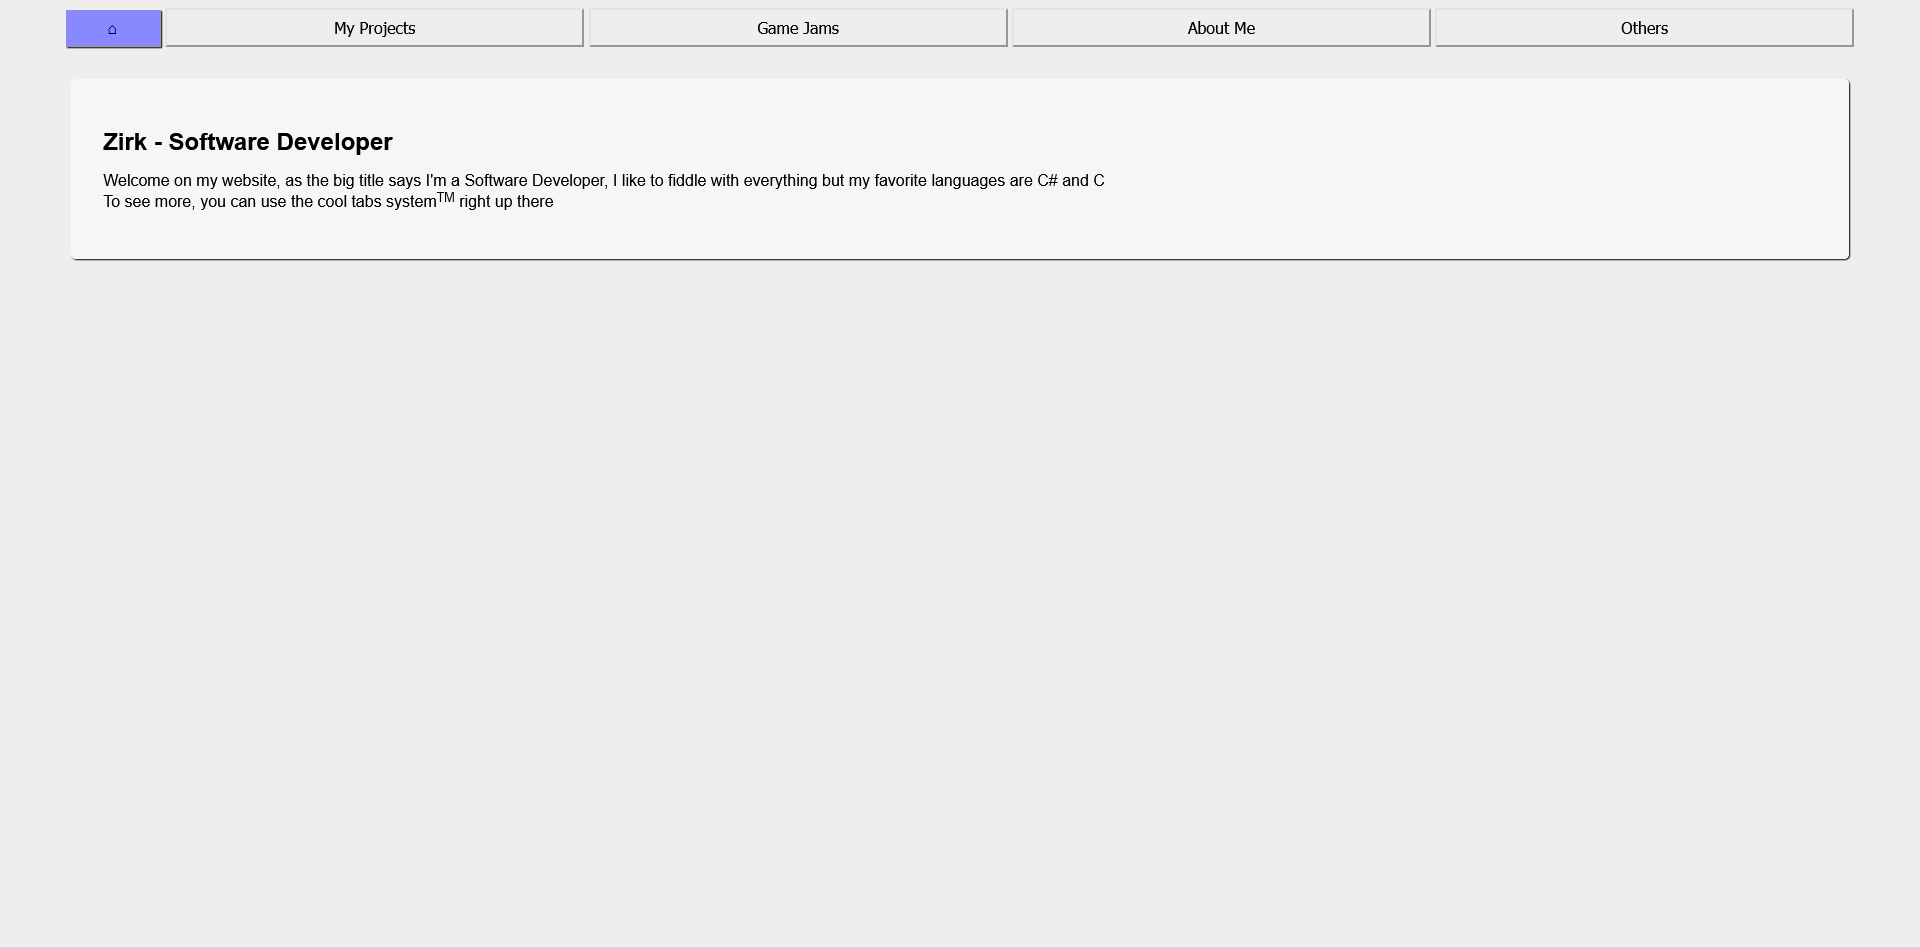 ⌂ My Projects Game Jams About Me Others
Zirk - Software Developer
Welcome on my website, as the big title says I'm a Software Developer, I like to fiddle with everything but my favorite languages are C# and C
To see more, you can use the cool tabs systemTM right up there